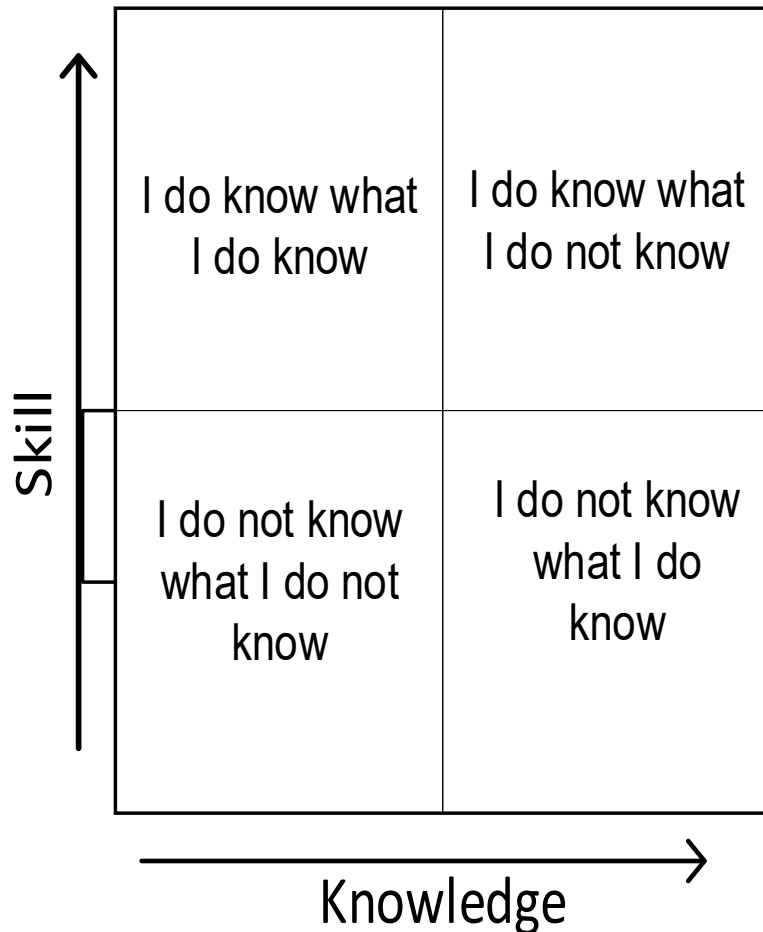 I do know what
I do know
I do know what
I do not know
Skill
I do not know
what I do not
know
I do not know
what I do
know
Knowledge